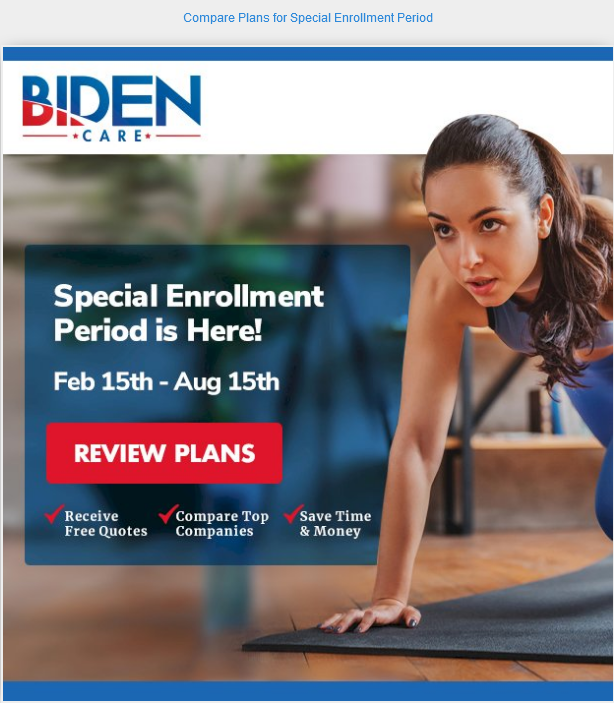 Compare Plans for Special Enrollment Period
BIDEN
CARE
Special Enrollment
Period is Here!
Feb 15th - Aug 15th
REVIEW PLANS
Receive
Free Quotes
Compare Top
Companies
Save Time
& Money